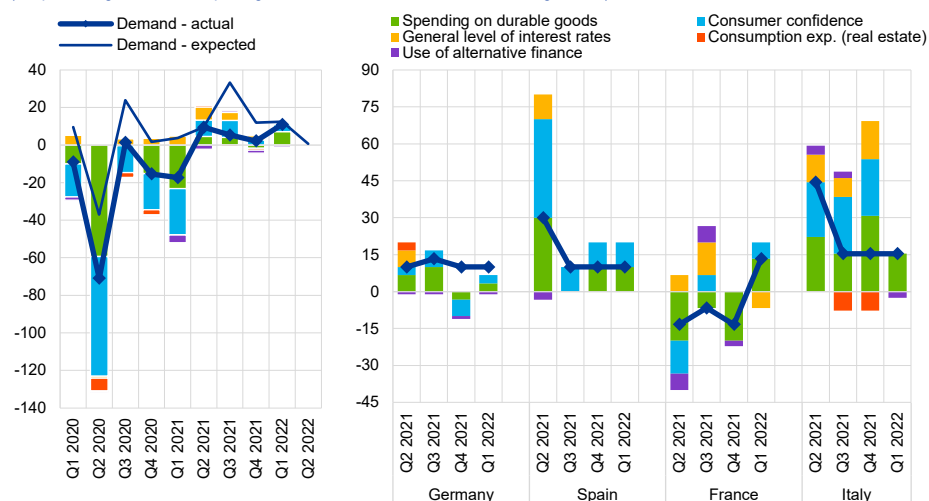 Demand - actual
Demand - expected
Spending on durable goods
Consumer confidence
General level of interest rates
Consumption exp. (real estate)
Use of alternative finance
40
20
0
-20
-40
-60
-80
-100
-120
-140
Q1 2020
Q2 2020
Q3 2020
Q4 2020
Q1 2021
Q2 2021
Q3 2021
Q4 2021
Q1 2022
Q2 2022
90
75
60
45
30
15
0
-15
-30
-45
Q2 2021
Q3 2021
Q4 2021
Q1 2022
Q2 2021
Q3 2021
Q4 2021
Q1 2022
Q2 2021
Q3 2021
Q4 2021
Q1 2022
Q2 2021
Q3 2021
Q4 2021
Q1 2022
Germany
Spain
France
Italy